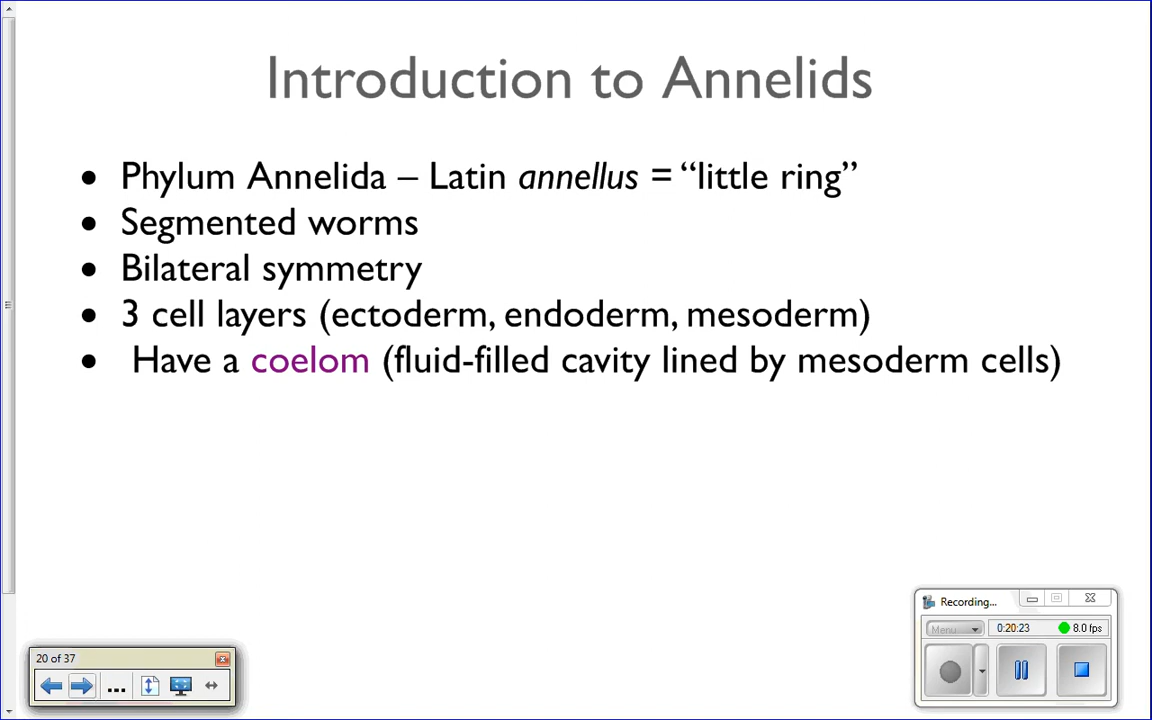 Introduction to Annelids
• Phylum Annelida – Latin annellus = “little ring”
• Segmented worms
• Bilateral symmetry
• 3 cell layers (ectoderm, endoderm, mesoderm)
• Have a coelom (fluid-filled cavity lined by mesoderm cells)
Recording...
Menu 0:20:23 8.0 fps
20 of 37